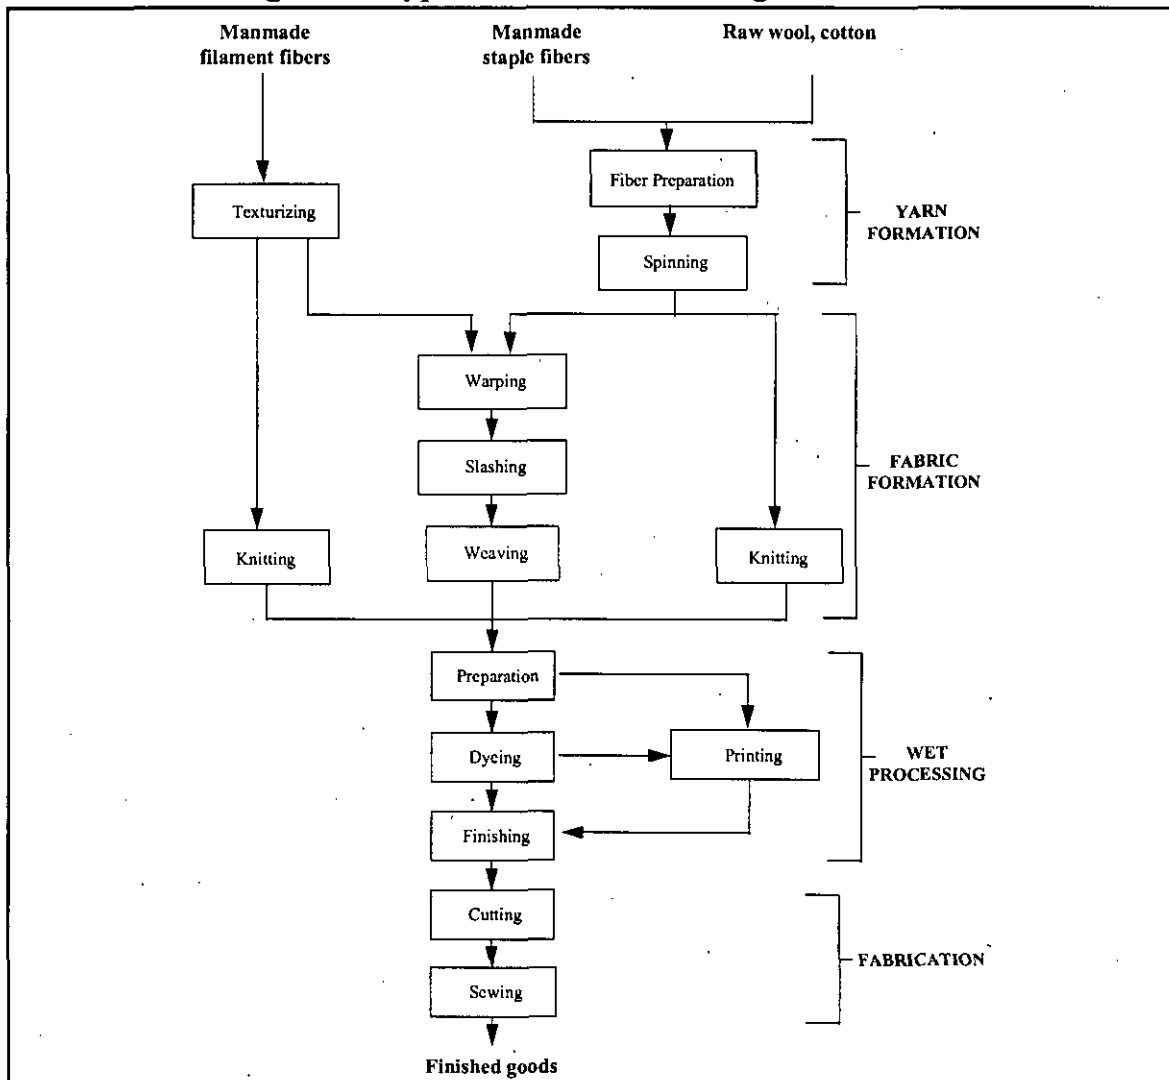 Manmade
filament fibers
Manmade
staple fibers
Raw wool, cotton
Fiber Preparation
Texturizing
YARN
FORMATION
Spinning
Warping
Slashing
FABRIC
FORMATION
Knitting
Weaving
Knitting
Preparation
Dyeing
Printing
WET
PROCESSING
Finishing
Cutting
FABRICATION
Sewing
Finished goods